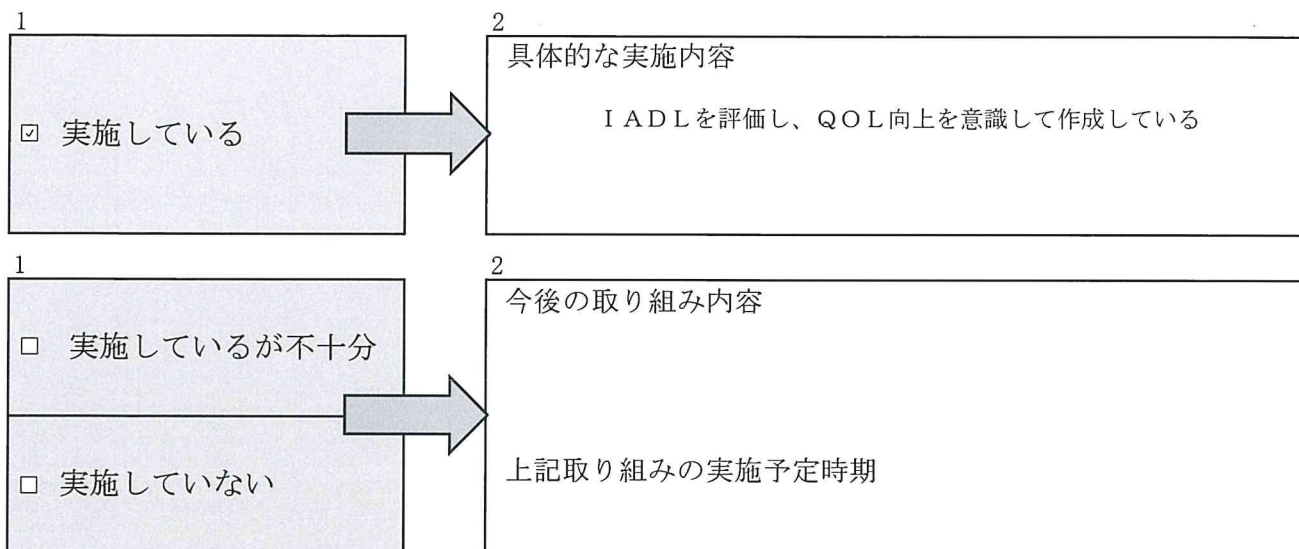 1
2
☑ 実施している
具体的な実施内容
ＩＡＤＬを評価し、ＱＯＬ向上を意識して作成している
1
2
□ 実施しているが不十分
□ 実施していない
今後の取り組み内容
上記取り組みの実施予定時期